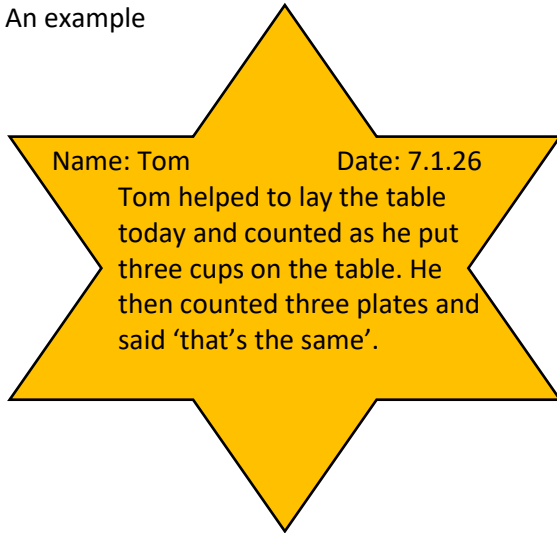 An example
Name: Tom Date: 7.1.26
Tom helped to lay the table
today and counted as he put
three cups on the table. He
then counted three plates and
said ‘that’s the same’.